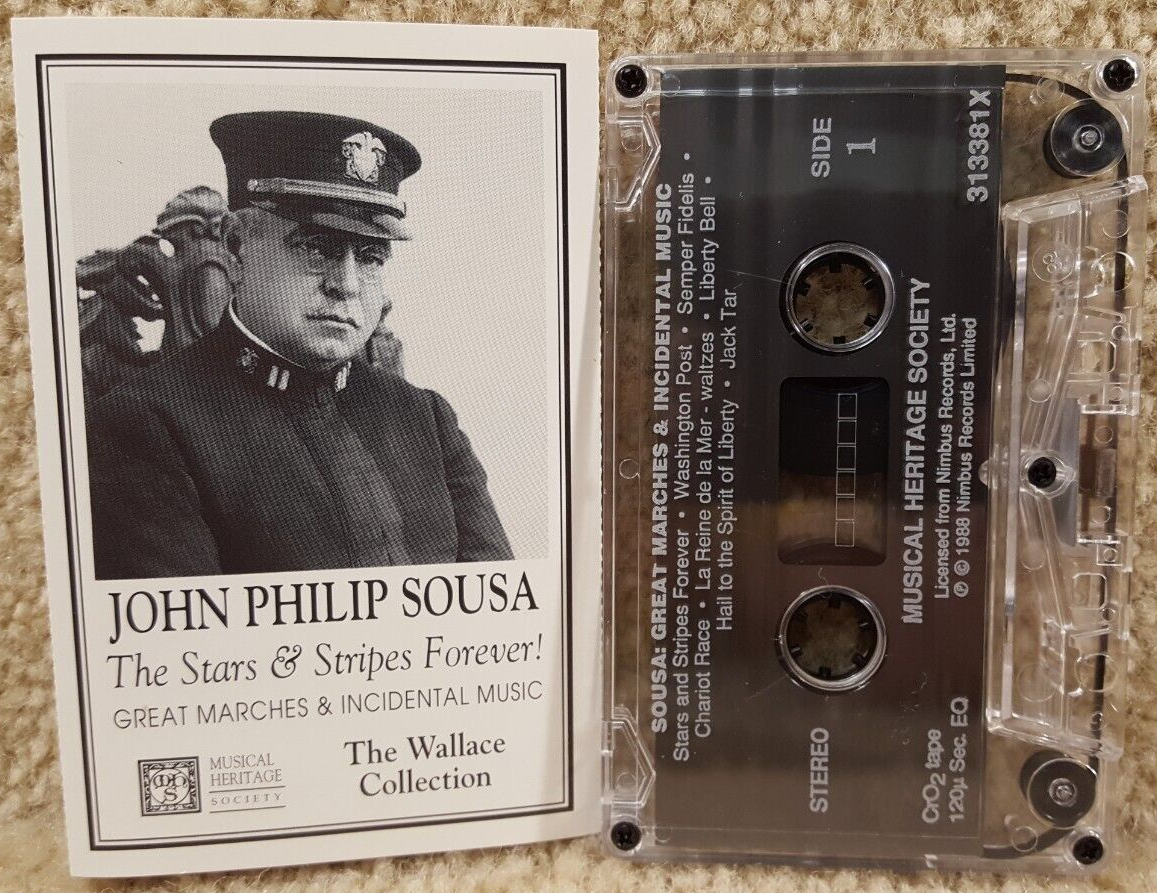 JOHN PHILIP SOUSA
The Stars & Stripes Forever!
GREAT MARCHES & INCIDENTAL MUSIC
MUSICAL
HERITAGE
SOCIETY
The Wallace
Collection
SOUSA: GREAT MARCHES & INCIDENTAL MUSIC
Stars and Stripes Forever • Washington Post • Semper Fidelis •
Chariot Race • La Reine de la Mer - waltzes • Liberty Bell •
Hail to the Spirit of Liberty • Jack Tar
STEREO
SIDE
1
MUSICAL HERITAGE SOCIETY
Licensed from Nimbus Records, Ltd.
℗ © 1988 Nimbus Records Limited
CrO2 tape
120µ Sec. EQ
313381X